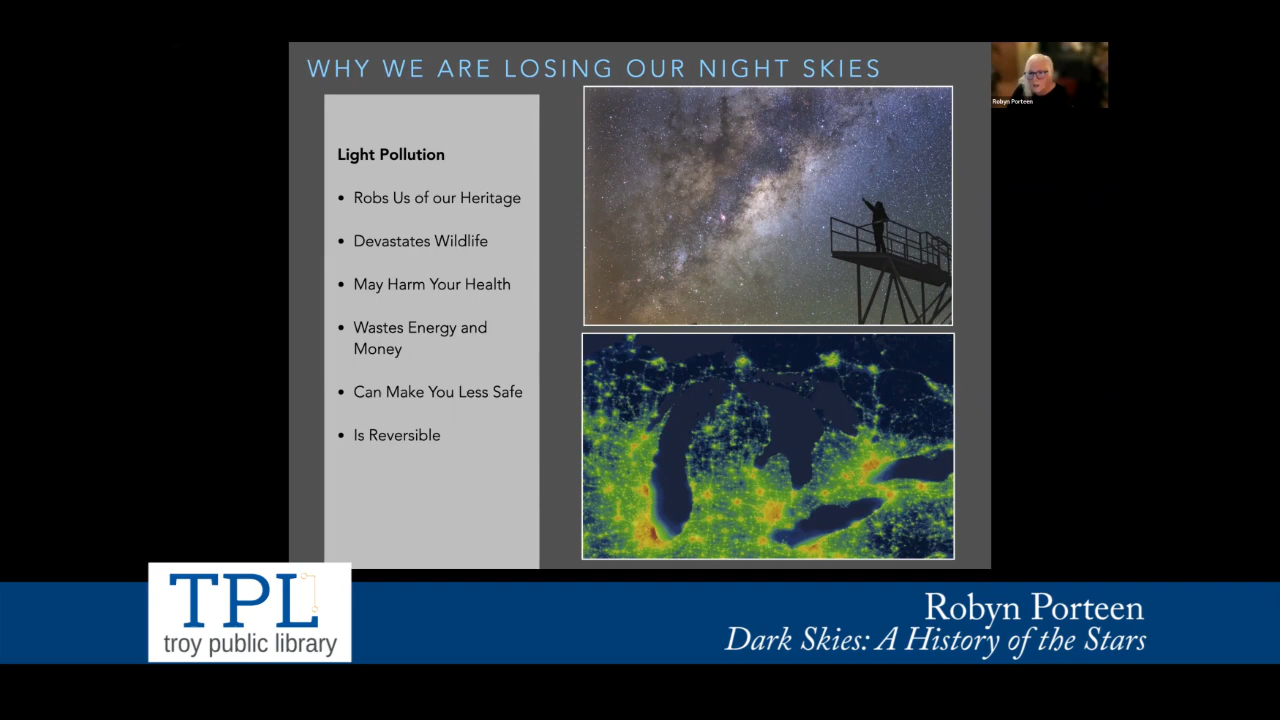 WHY WE ARE LOSING OUR NIGHT SKIES
Robyn Porteen
Light Pollution
• Robs Us of our Heritage
• Devastates Wildlife
• May Harm Your Health
• Wastes Energy and
Money
• Can Make You Less Safe
• Is Reversible
TPL
troy public library
Robyn Porteen
Dark Skies: A History of the Stars